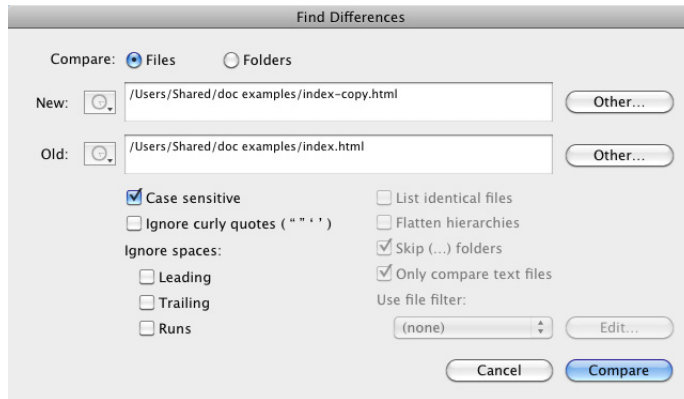 Find Differences
Compare: Files Folders
New: /Users/Shared/doc examples/index-copy.html Other...
Old: /Users/Shared/doc examples/index.html Other...
Case sensitive List identical files
Ignore curly quotes ( “ ” ‘ ’ ) Flatten hierarchies
Ignore spaces: Skip (...) folders
Leading Only compare text files
Trailing Use file filter:
Runs (none) Edit...
Cancel Compare